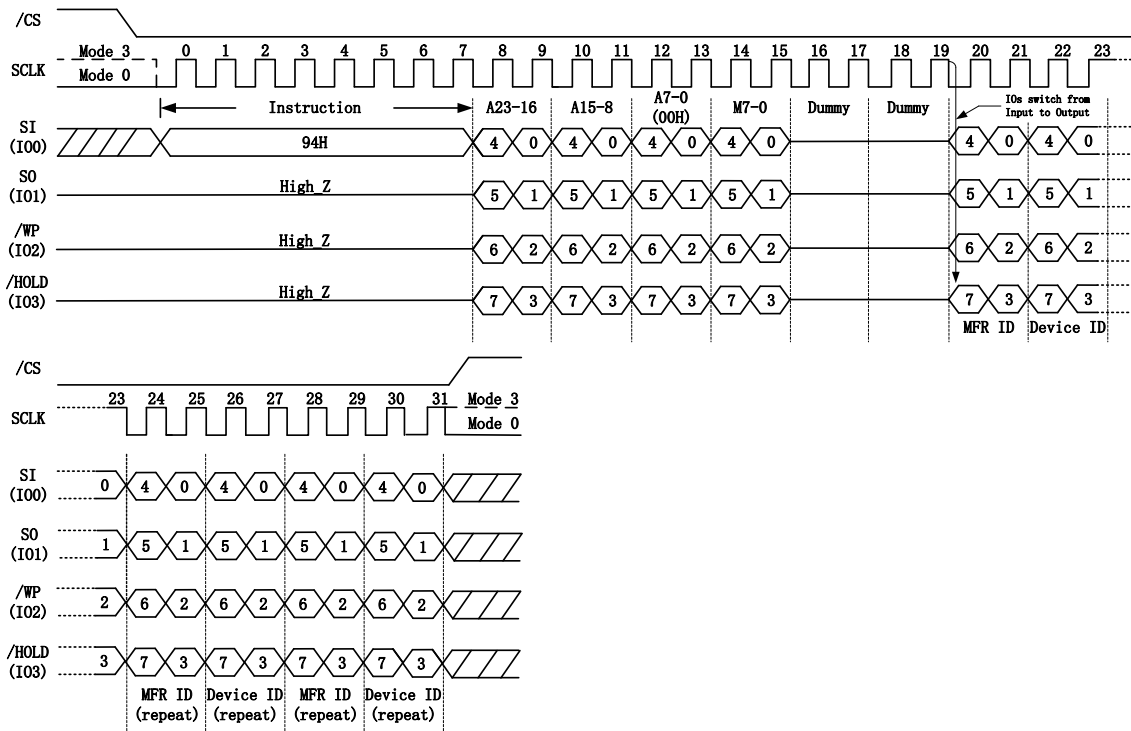 /CS
Mode 3 0 1 2 3 4 5 6 7 8 9 10 11 12 13 14 15 16 17 18 19 20 21 22 23
SCLK
Mode 0
Instruction A23-16 A15-8 A7-0 M7-0 Dummy Dummy IOs switch from
(00H) Input to Output
SI
(IO0) 94H 4 0 4 0 4 0 4 0 4 0 4 0
SO
(IO1) High_Z 5 1 5 1 5 1 5 1 5 1 5 1
/WP
(IO2) High_Z 6 2 6 2 6 2 6 2 6 2 6 2
/HOLD
(IO3) High_Z 7 3 7 3 7 3 7 3 7 3 7 3
MFR ID Device ID
/CS
23 24 25 26 27 28 29 30 31 Mode 3
SCLK
Mode 0
SI
(IO0) 0 4 0 4 0 4 0 4 0
SO
(IO1) 1 5 1 5 1 5 1 5 1
/WP
(IO2) 2 6 2 6 2 6 2 6 2
/HOLD
(IO3) 3 7 3 7 3 7 3 7 3
MFR ID Device ID MFR ID Device ID
(repeat) (repeat) (repeat) (repeat)